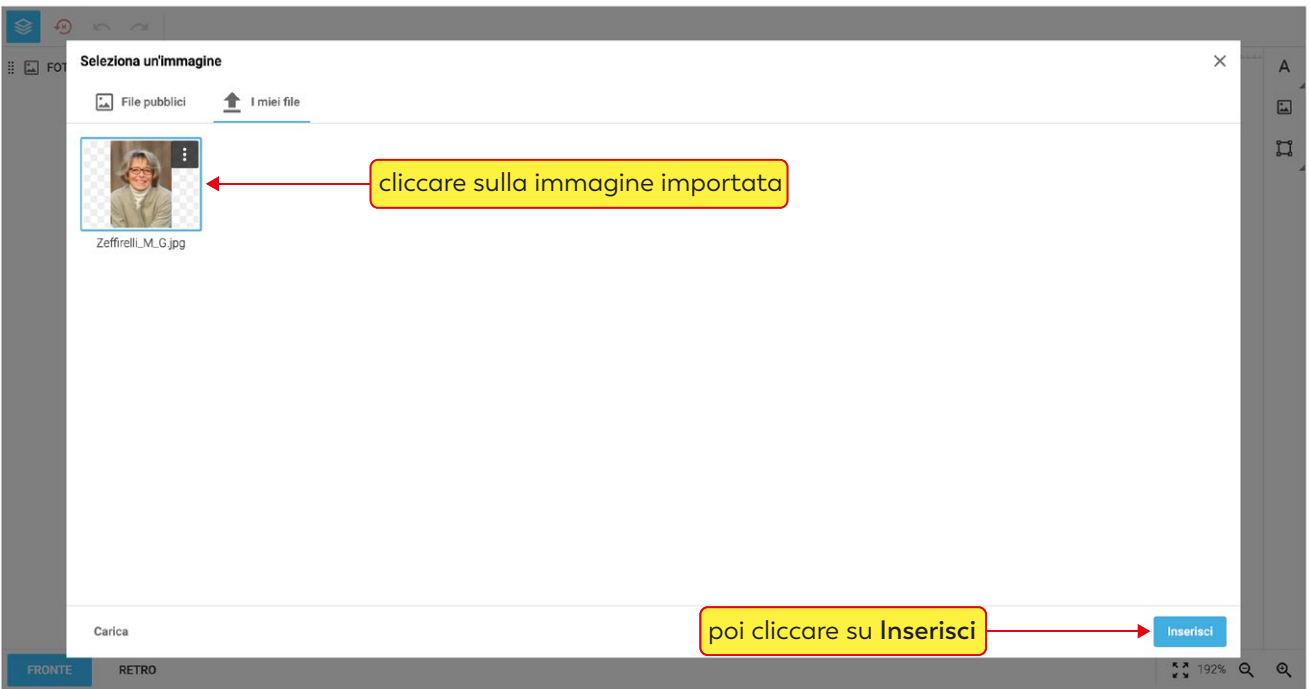 FOT
Seleziona un'immagine
File pubblici
I miei file
cliccare sulla immagine importata
Zeffirelli_M_G.jpg
Carica
poi cliccare su Inserisci
Inserisci
FRONTE
RETRO
192%
A